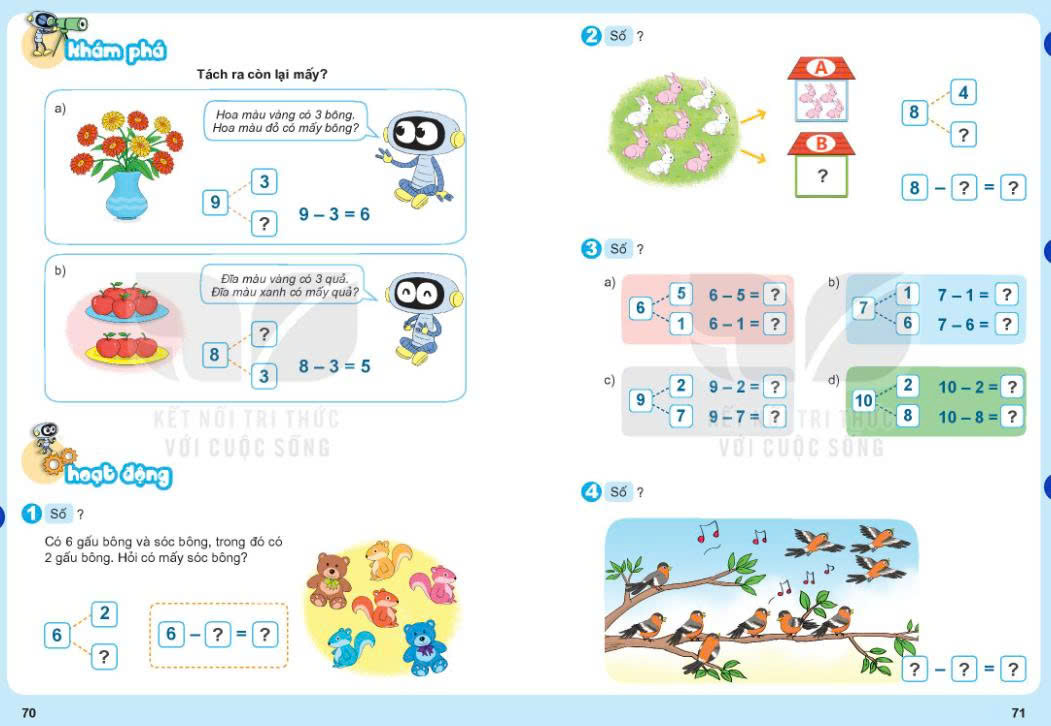 khám phá
Tách ra còn lại mấy?
a)
Hoa màu vàng có 3 bông.
Hoa màu đỏ có mấy bông?
9
3
?
9 – 3 = 6
b)
Đĩa màu vàng có 3 quả.
Đĩa màu xanh có mấy quả?
8
?
3
8 – 3 = 5
KẾT NỐI TRI THỨC
VỚI CUỘC SỐNG
hoạt động
1 Số ?
Có 6 gấu bông và sóc bông, trong đó có
2 gấu bông. Hỏi có mấy sóc bông?
6
2
?
6 – ? = ?
70
2 Số ?
A
B
?
8
4
?
8 – ? = ?
3 Số ?
a)
6
5
1
6 – 5 = ?
6 – 1 = ?
b)
7
1
6
7 – 1 = ?
7 – 6 = ?
c)
9
2
7
9 – 2 = ?
9 – 7 = ?
d)
10
2
8
10 – 2 = ?
10 – 8 = ?
KẾT NỐI TRI THỨC
VỚI CUỘC SỐNG
4 Số ?
? – ? = ?
71